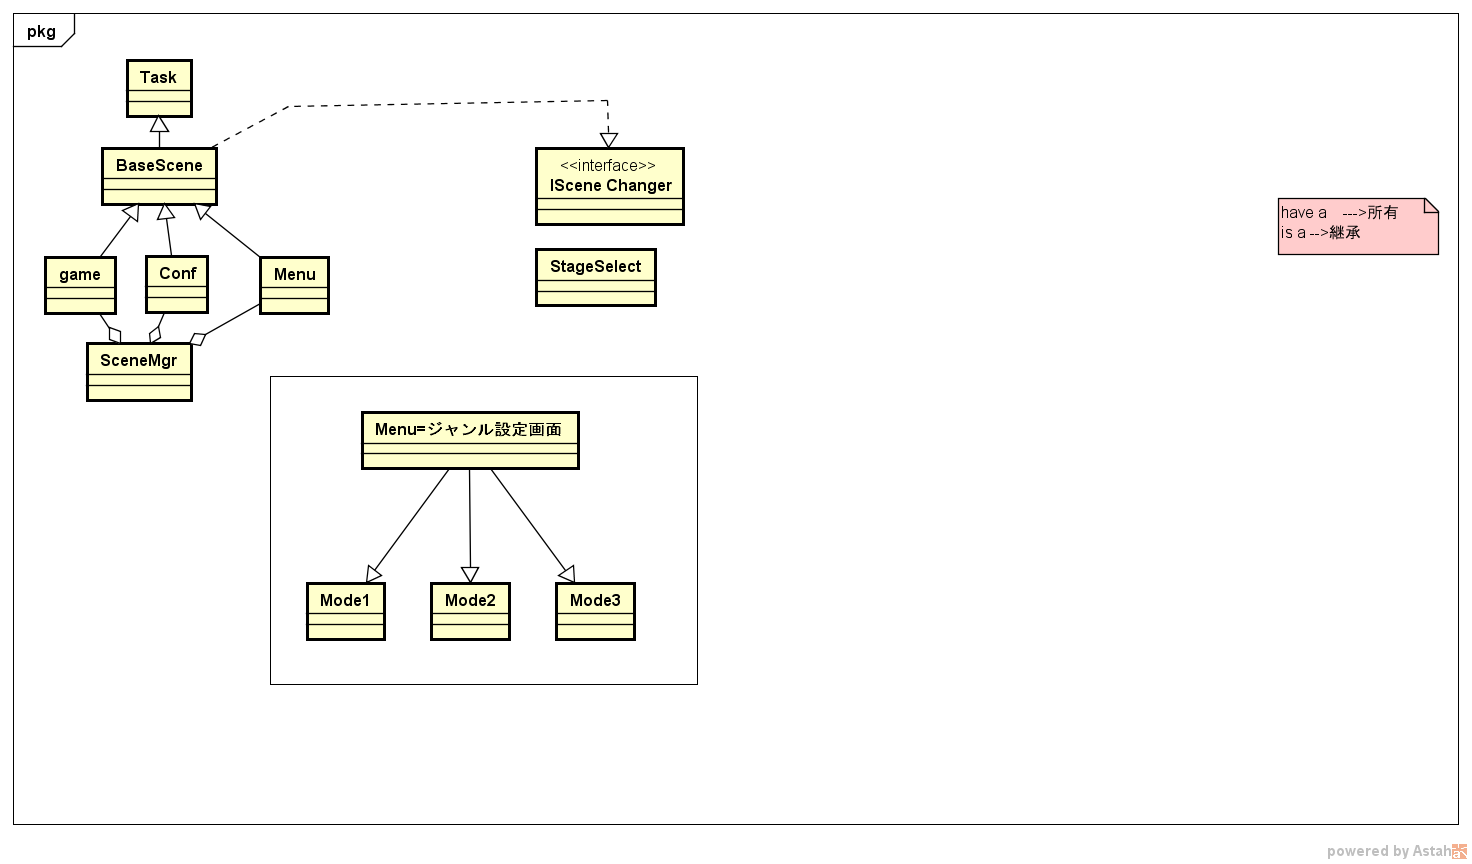 pkg
Task
BaseScene
<<interface>>
IScene Changer
have a --->所有
is a -->継承
game
Conf
Menu
StageSelect
SceneMgr
Menu=ジャンル設定画面
Mode1
Mode2
Mode3
powered by Astah